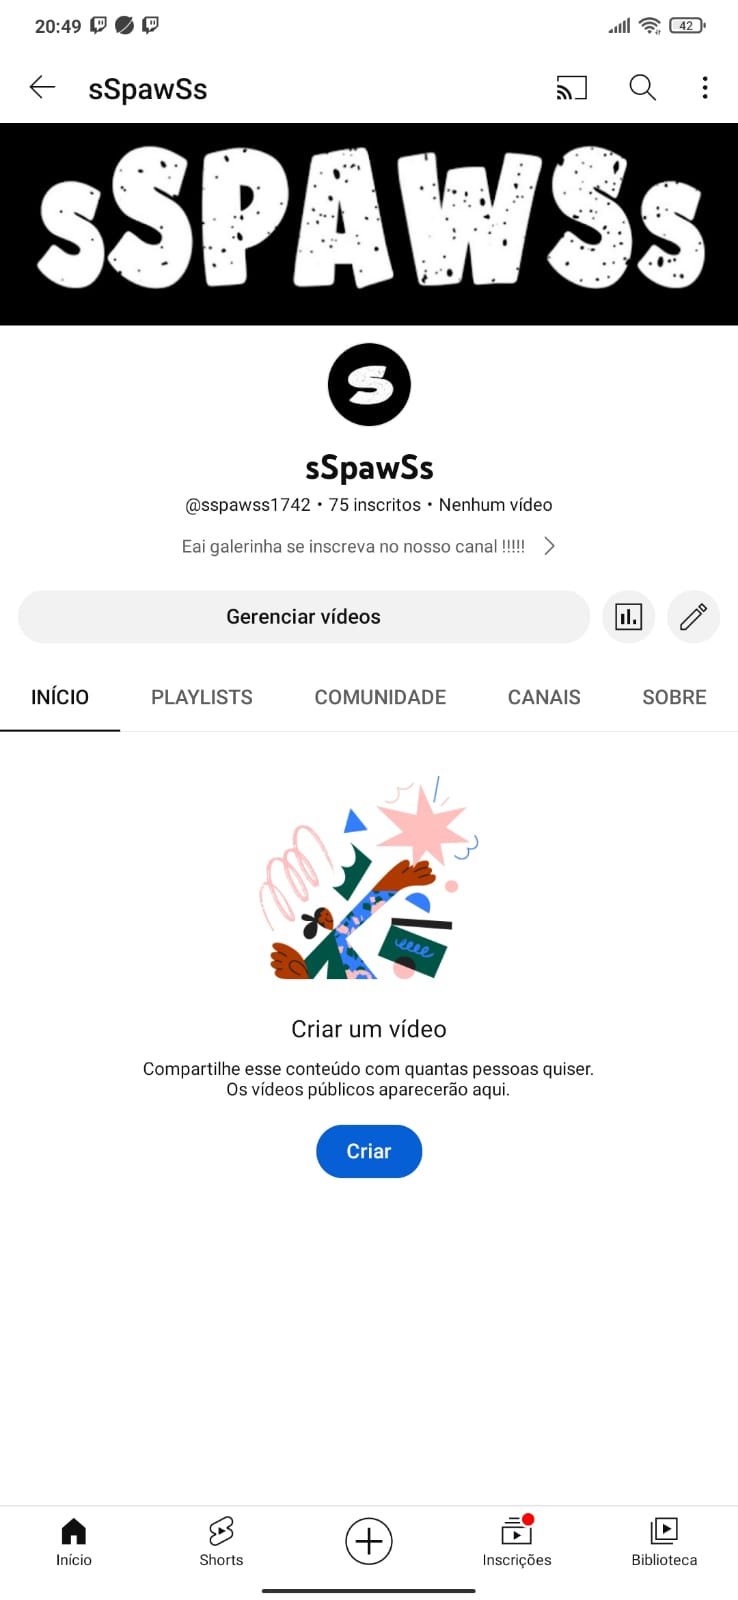 20:49
42
sSpawSs
sSPAWSs
S
sSpawSs
@sspawss1742 • 75 inscritos • Nenhum vídeo
Eai galerinha se inscreva no nosso canal !!!!!
Gerenciar vídeos
INÍCIO PLAYLISTS COMUNIDADE CANAIS SOBRE
Criar um vídeo
Compartilhe esse conteúdo com quantas pessoas quiser.
Os vídeos públicos aparecerão aqui.
Criar
Início Shorts Inscrições Biblioteca